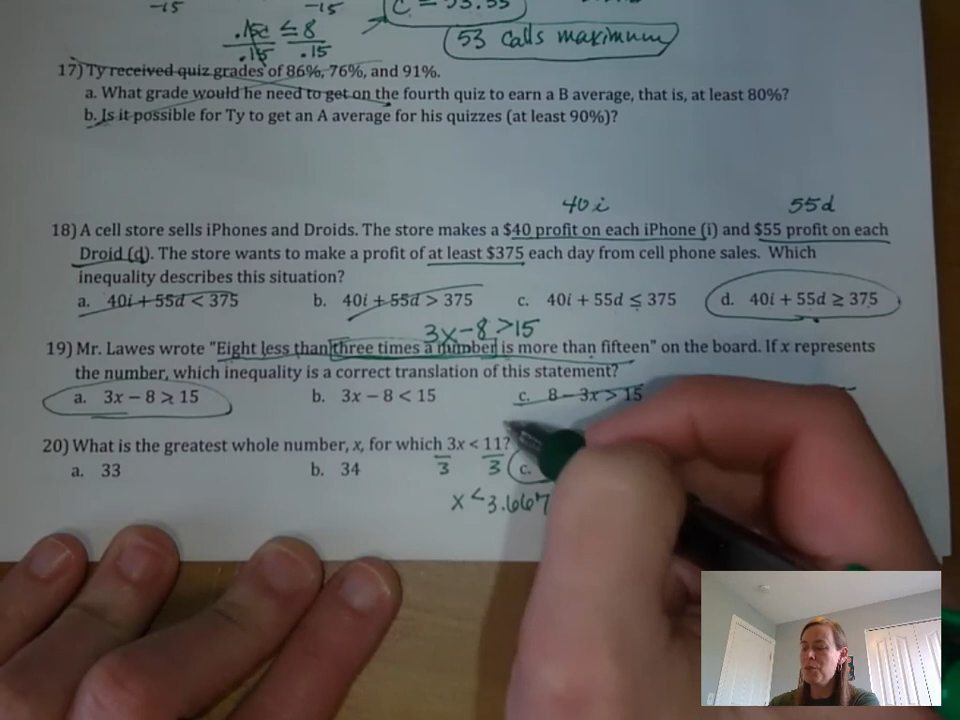 -15 -15
.15c ≤ 8
.15 .15
53 calls maximum
17) Ty received quiz grades of 86%, 76%, and 91%.
a. What grade would he need to get on the fourth quiz to earn a B average, that is, at least 80%?
b. Is it possible for Ty to get an A average for his quizzes (at least 90%)?
40i 55d
18) A cell store sells iPhones and Droids. The store makes a $40 profit on each iPhone (i) and $55 profit on each
Droid (d). The store wants to make a profit of at least $375 each day from cell phone sales. Which
inequality describes this situation?
a. 40i + 55d < 375 b. 40i + 55d > 375 c. 40i + 55d ≤ 375 d. 40i + 55d ≥ 375
3x-8 >15
19) Mr. Lawes wrote "Eight less than three times a number is more than fifteen" on the board. If x represents
the number, which inequality is a correct translation of this statement?
a. 3x − 8 > 15 b. 3x − 8 < 15 c. 8 − 3x > 15
20) What is the greatest whole number, x, for which 3x < 11?
3 3
a. 33 b. 34 c.
x < 3.667